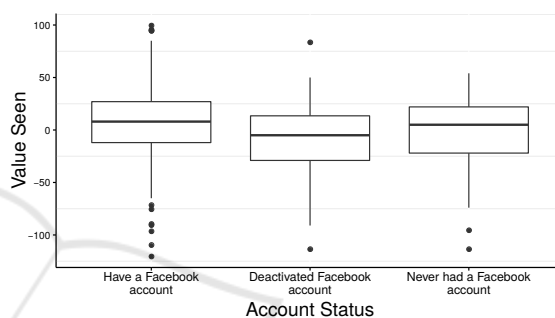 100
50
0
−50
−100
Value Seen
Have a Facebook
account
Deactivated Facebook
account
Never had a Facebook
account
Account Status